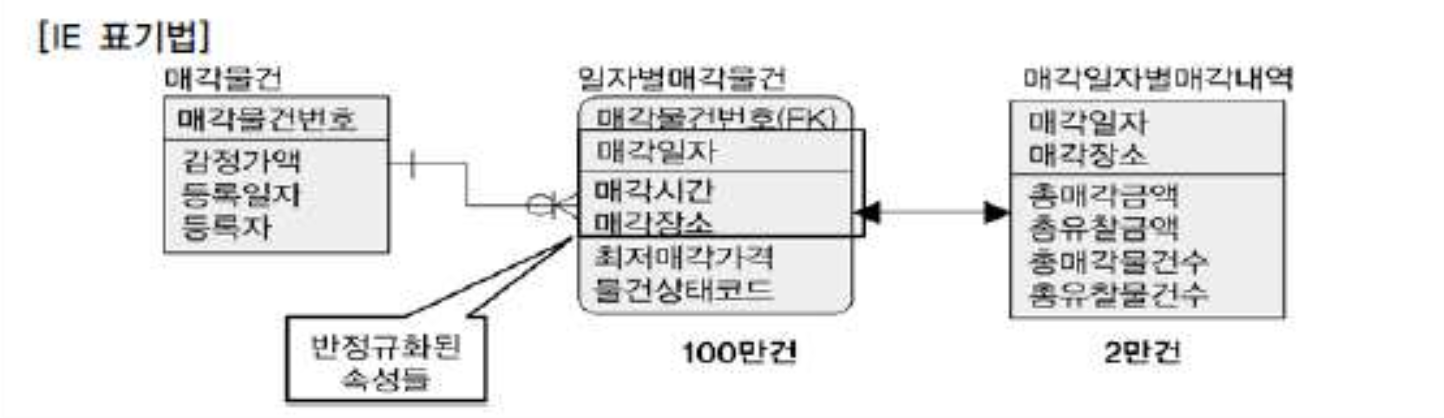 [IE 표기법]
매각물건
매각물건번호
감정가액
등록일자
등록자
일자별매각물건
매각물건번호(FK)
매각일자
매각시간
매각장소
최저매각가격
물건상태코드
100만건
반정규화된
속성들
매각일자별매각내역
매각일자
매각장소
총매각금액
총유찰금액
총매각물건수
총유찰물건수
2만건